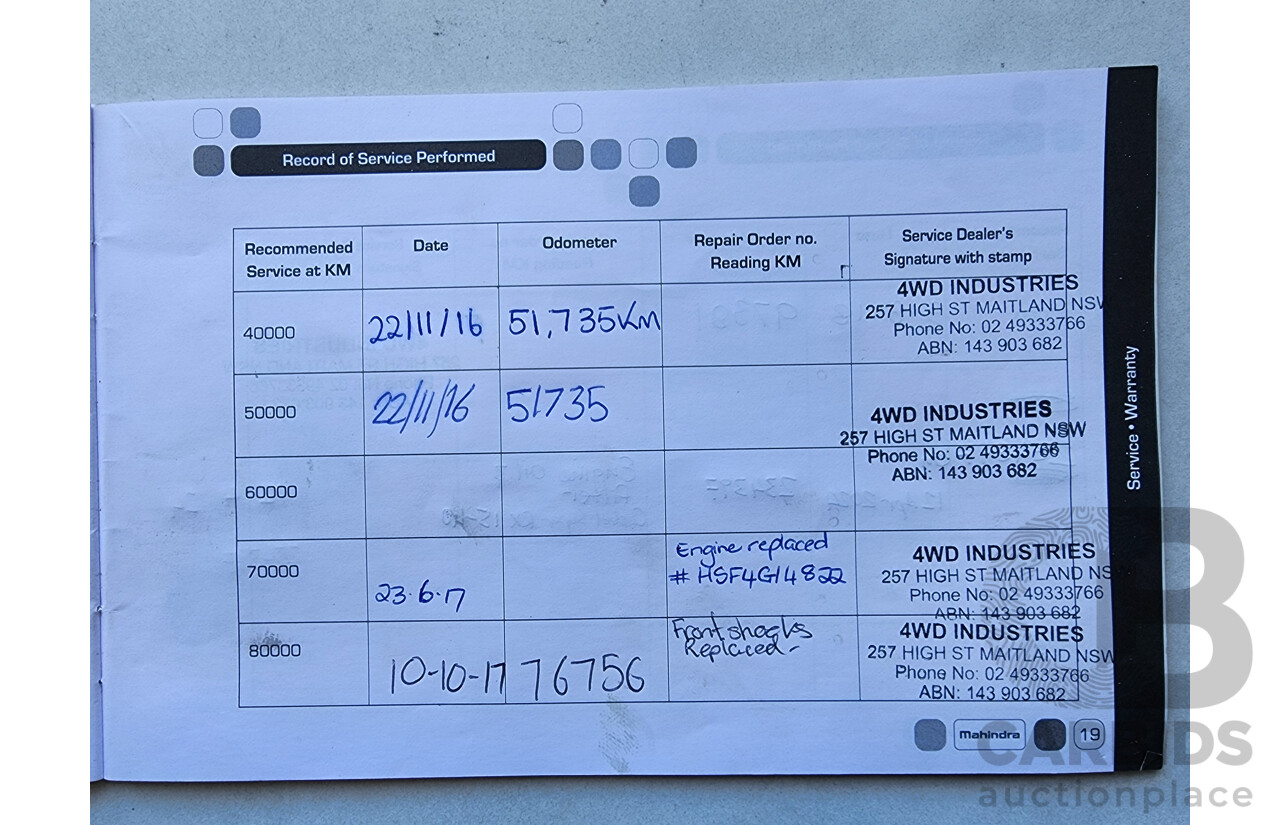 Record of Service Performed
Recommended Service at KM
Date
Odometer
Repair Order no. Reading KM
Service Dealer's Signature with stamp
40000
22/11/16
51,735Km
4WD INDUSTRIES
257 HIGH ST MAITLAND NSW
Phone No: 02 49333766
ABN: 143 903 682
50000
22/11/16
51735
4WD INDUSTRIES
257 HIGH ST MAITLAND NSW
Phone No: 02 49333766
ABN: 143 903 682
60000
70000
23.6.17
Engine replaced
# HSF4G14822
4WD INDUSTRIES
257 HIGH ST MAITLAND NS
Phone No: 02 49333766
ABN: 143 903 682
80000
10-10-17
76756
Front shocks
Replaced-
4WD INDUSTRIES
257 HIGH ST MAITLAND NSW
Phone No: 02 49333766
ABN: 143 903 682
Mahindra
19
Service • Warranty
CARBIDS
auctionplace